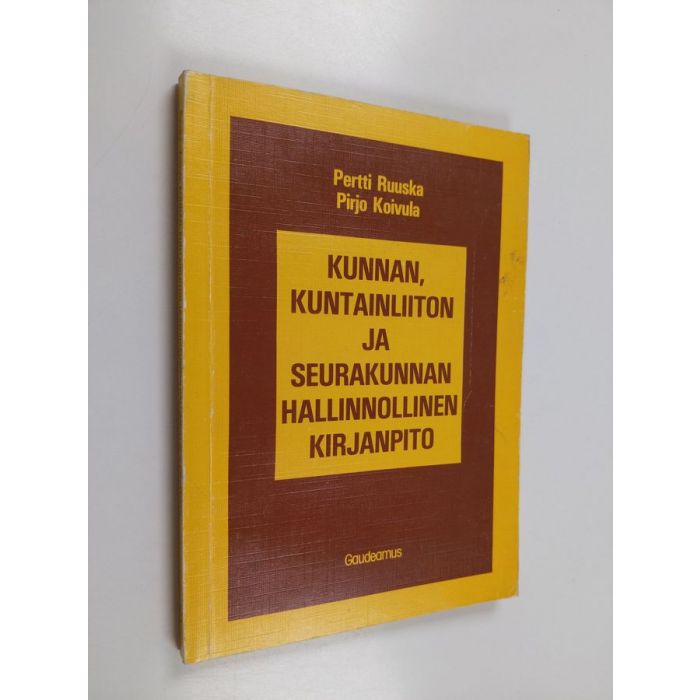 Pertti Ruuska
Pirjo Koivula
KUNNAN,
KUNTAINLIITON
JA
SEURAKUNNAN
HALLINNOLLINEN
KIRJANPITO
Gaudeamus